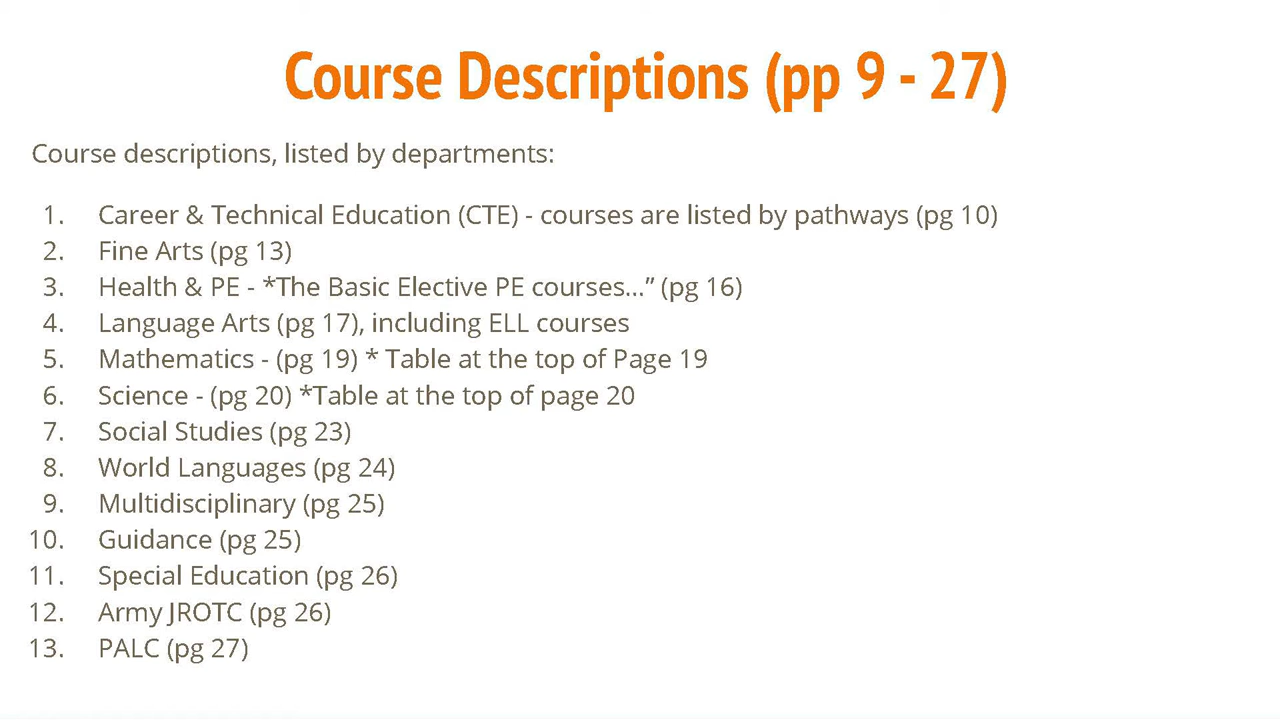 Course Descriptions (pp 9 - 27)
Course descriptions, listed by departments:
1. Career & Technical Education (CTE) - courses are listed by pathways (pg 10)
2. Fine Arts (pg 13)
3. Health & PE - *The Basic Elective PE courses...” (pg 16)
4. Language Arts (pg 17), including ELL courses
5. Mathematics - (pg 19) * Table at the top of Page 19
6. Science - (pg 20) *Table at the top of page 20
7. Social Studies (pg 23)
8. World Languages (pg 24)
9. Multidisciplinary (pg 25)
10. Guidance (pg 25)
11. Special Education (pg 26)
12. Army JROTC (pg 26)
13. PALC (pg 27)